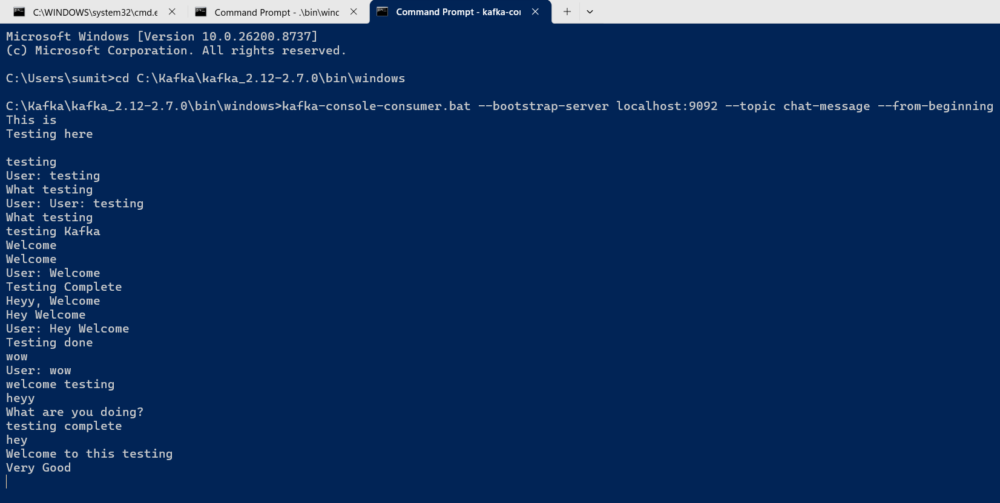 C:\WINDOWS\system32\cmd.e
Command Prompt - .\bin\winc
Command Prompt - kafka-cor
Microsoft Windows [Version 10.0.26200.8737]
(c) Microsoft Corporation. All rights reserved.
C:\Users\sumit>cd C:\Kafka\kafka_2.12-2.7.0\bin\windows
C:\Kafka\kafka_2.12-2.7.0\bin\windows>kafka-console-consumer.bat --bootstrap-server localhost:9092 --topic chat-message --from-beginning
This is
Testing here
testing
User: testing
What testing
User: User: testing
What testing
testing Kafka
Welcome
Welcome
User: Welcome
Testing Complete
Heyy, Welcome
Hey Welcome
User: Hey Welcome
Testing done
wow
User: wow
welcome testing
heyy
What are you doing?
testing complete
hey
Welcome to this testing
Very Good